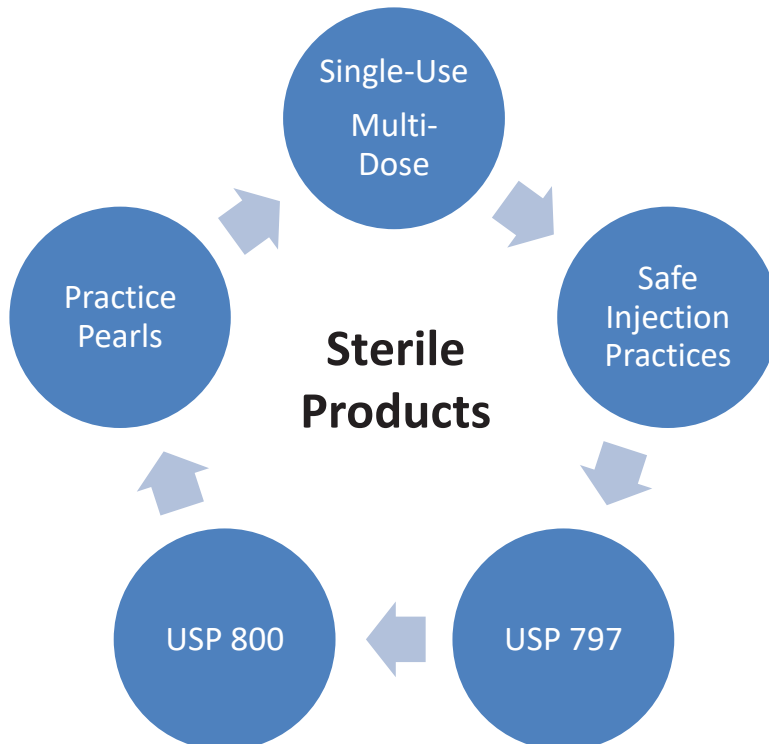 Single-Use
Multi-
Dose
Safe
Injection
Practices
USP 797
USP 800
Practice
Pearls
Sterile
Products